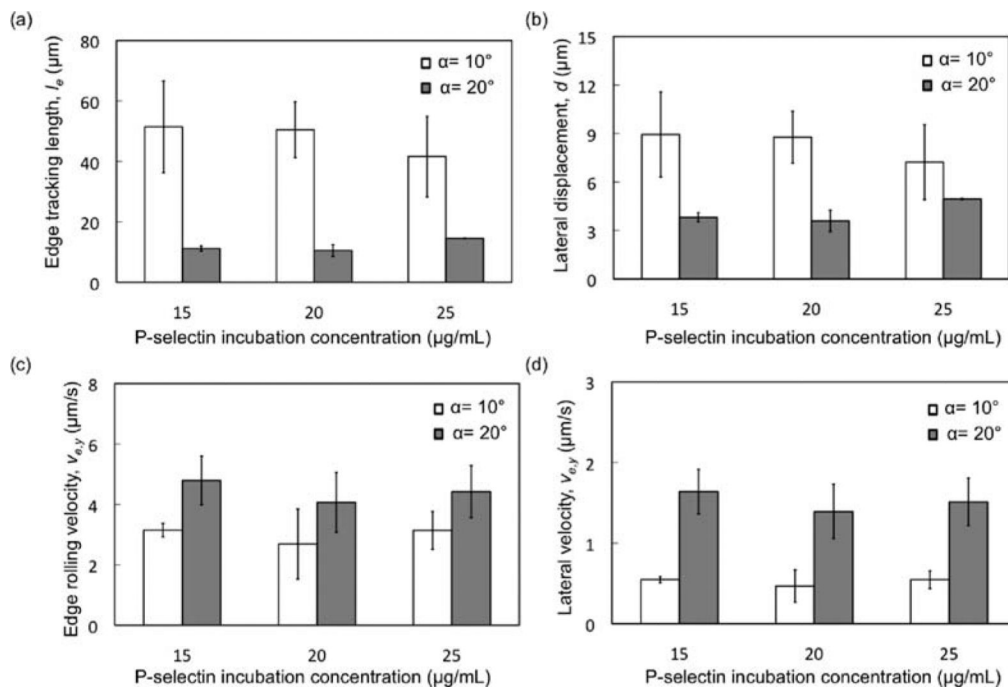 (a)
80
60
40
20
0
Edge tracking length, l_e (μm)
α= 10°
α= 20°
15 20 25
P-selectin incubation concentration (μg/mL)
(b)
15
12
9
6
3
0
Lateral displacement, d (μm)
α= 10°
α= 20°
15 20 25
P-selectin incubation concentration (μg/mL)
(c)
8
6
4
2
0
Edge rolling velocity, v_e,y (μm/s)
α= 10°
α= 20°
15 20 25
P-selectin incubation concentration (μg/mL)
(d)
3
2
1
0
Lateral velocity, v_e,y (μm/s)
α= 10°
α= 20°
15 20 25
P-selectin incubation concentration (μg/mL)